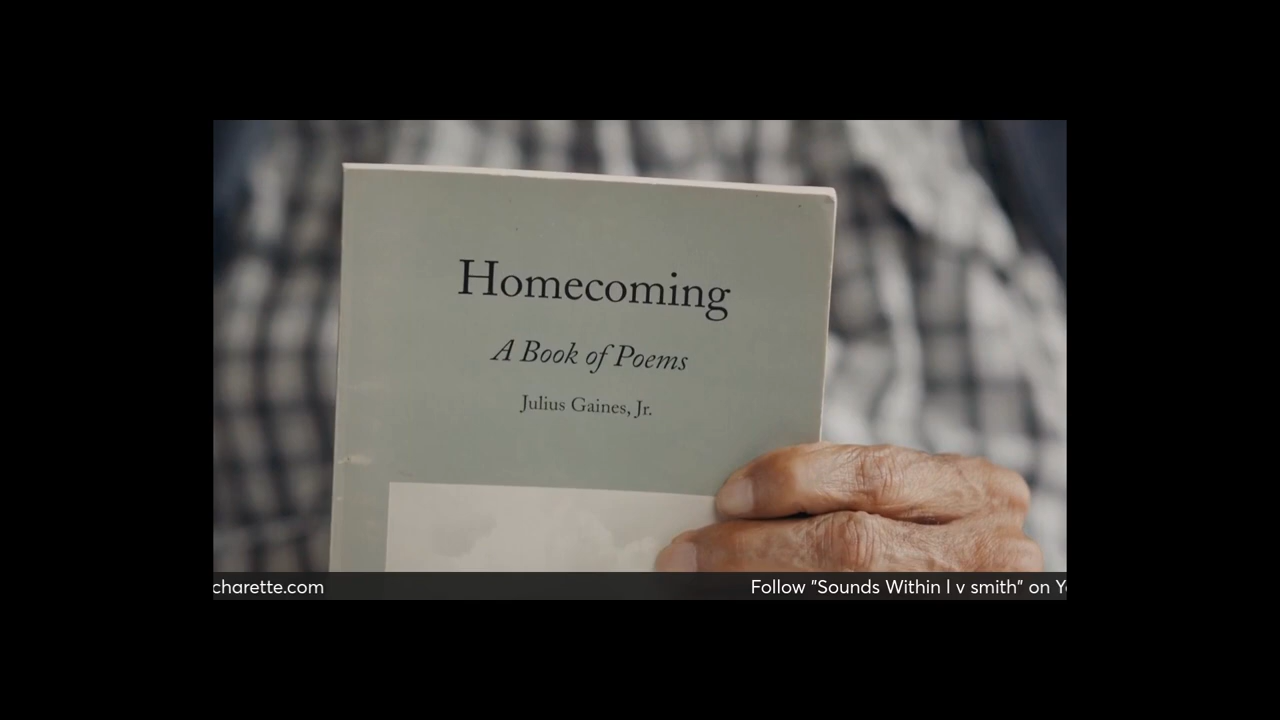 Homecoming
A Book of Poems
Julius Gaines, Jr.
charette.com
Follow "Sounds Within I v smith" on